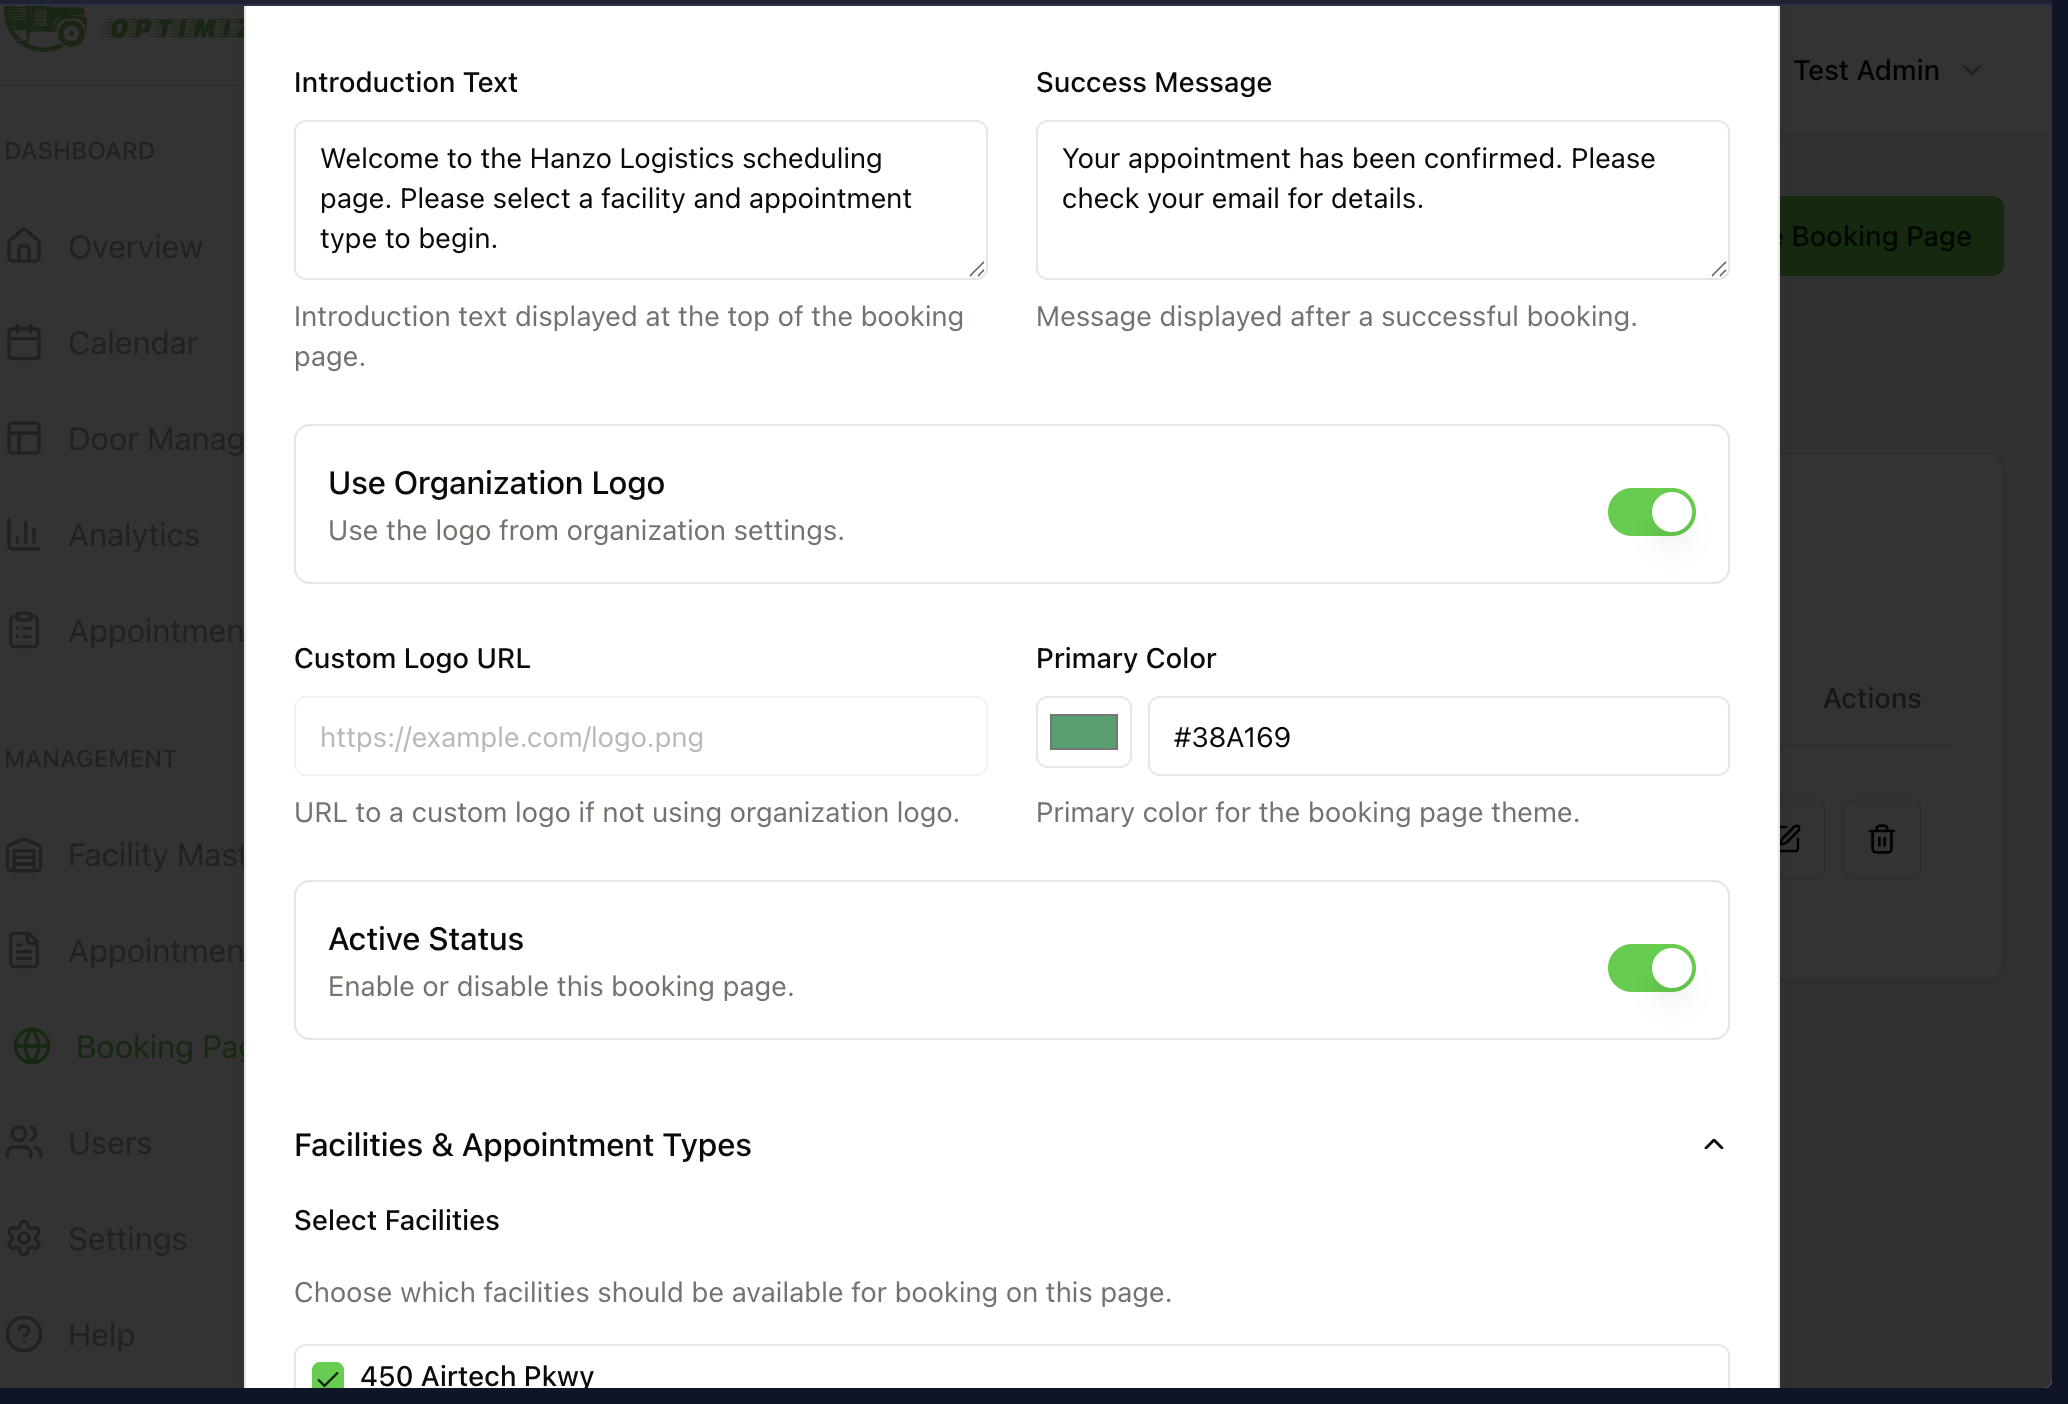 Test Admin
DASHBOARD
Overview
Calendar
Door Manag
Analytics
Appointmen
MANAGEMENT
Facility Mast
Appointmen
Booking Pag
Users
Settings
Help
Booking Page
Actions
Introduction Text
Welcome to the Hanzo Logistics scheduling
page. Please select a facility and appointment
type to begin.
Introduction text displayed at the top of the booking
page.
Success Message
Your appointment has been confirmed. Please
check your email for details.
Message displayed after a successful booking.
Use Organization Logo
Use the logo from organization settings.
Custom Logo URL
https://example.com/logo.png
URL to a custom logo if not using organization logo.
Primary Color
#38A169
Primary color for the booking page theme.
Active Status
Enable or disable this booking page.
Facilities & Appointment Types
Select Facilities
Choose which facilities should be available for booking on this page.
450 Airtech Pkwy